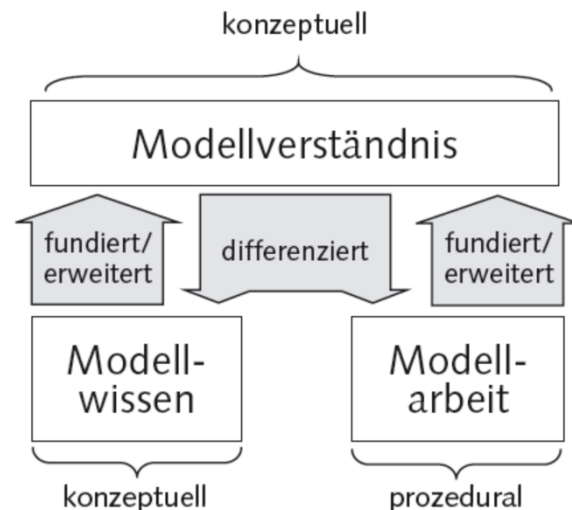 konzeptuell
Modellverständnis
fundiert/
erweitert
differenziert
fundiert/
erweitert
Modell-
wissen
Modell-
arbeit
konzeptuell
prozedural